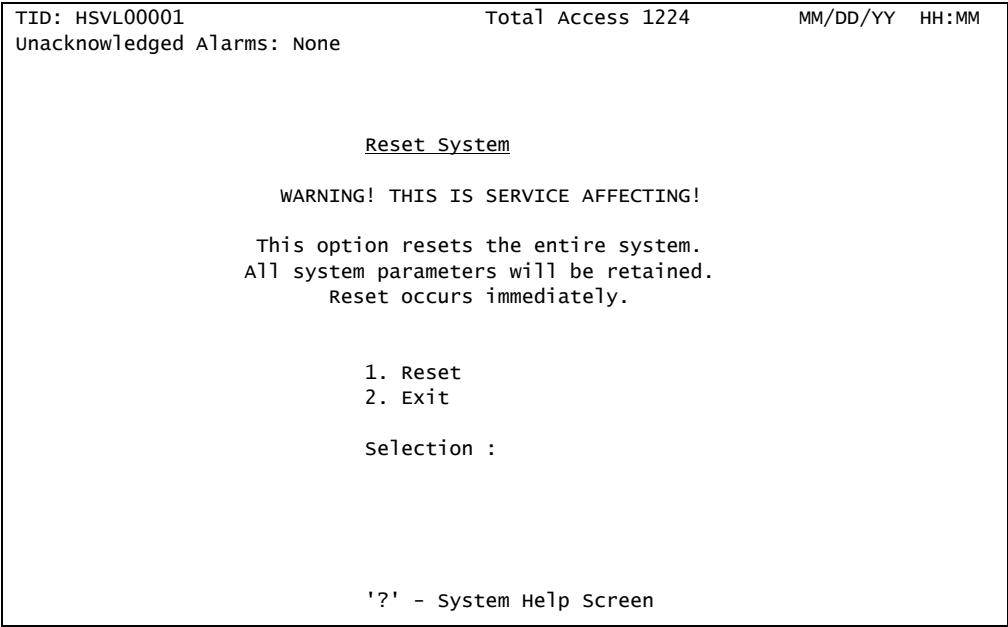 TID: HSVL00001 Total Access 1224 MM/DD/YY HH:MM
Unacknowledged Alarms: None
Reset System
WARNING! THIS IS SERVICE AFFECTING!
This option resets the entire system.
All system parameters will be retained.
Reset occurs immediately.
1. Reset
2. Exit
Selection :
'?' - System Help Screen